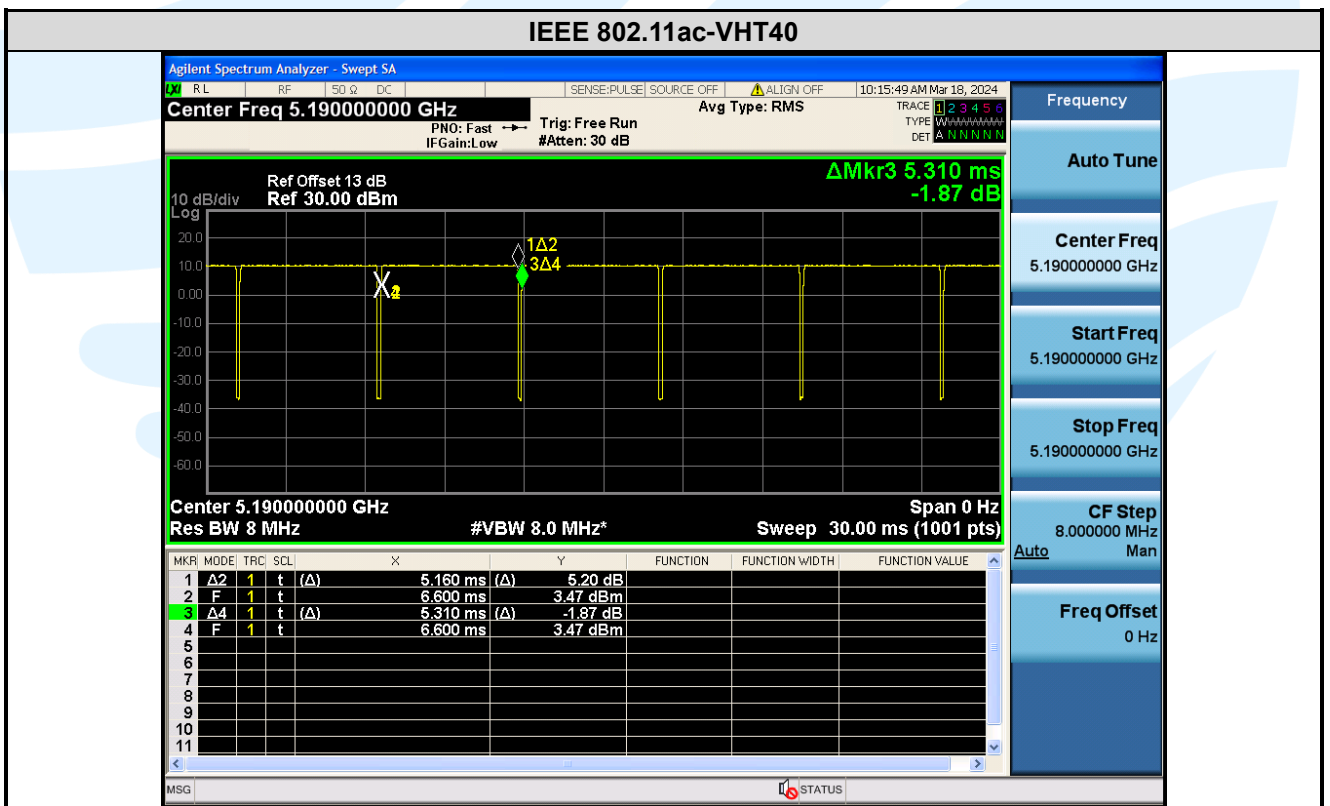 IEEE 802.11ac-VHT40
Agilent Spectrum Analyzer - Swept SA
LXI RL RF 50 Ω DC SENSE:PULSE SOURCE OFF ALIGN OFF 10:15:49 AM Mar 18, 2024
Center Freq 5.190000000 GHz
PNO: Fast
IFGain:Low
Trig: Free Run
#Atten: 30 dB
Avg Type: RMS
TRACE 1 2 3 4 5 6
TYPE WWWWWW
DET A N N N N N
ΔMkr3 5.310 ms
-1.87 dB
Ref Offset 13 dB
10 dB/div Ref 30.00 dBm
Log
20.0
10.0
0.00
-10.0
-20.0
-30.0
-40.0
-50.0
-60.0
1Δ2
3Δ4
Center 5.190000000 GHz Span 0 Hz
Res BW 8 MHz #VBW 8.0 MHz* Sweep 30.00 ms (1001 pts)
MKR MODE TRC SCL X Y FUNCTION FUNCTION WIDTH FUNCTION VALUE
1 Δ2 1 t (Δ) 5.160 ms (Δ) 5.20 dB
2 F 1 t 6.600 ms 3.47 dBm
3 Δ4 1 t (Δ) 5.310 ms (Δ) -1.87 dB
4 F 1 t 6.600 ms 3.47 dBm
5
6
7
8
9
10
11
MSG STATUS
Frequency
Auto Tune
Center Freq
5.190000000 GHz
Start Freq
5.190000000 GHz
Stop Freq
5.190000000 GHz
CF Step
8.000000 MHz
Auto Man
Freq Offset
0 Hz